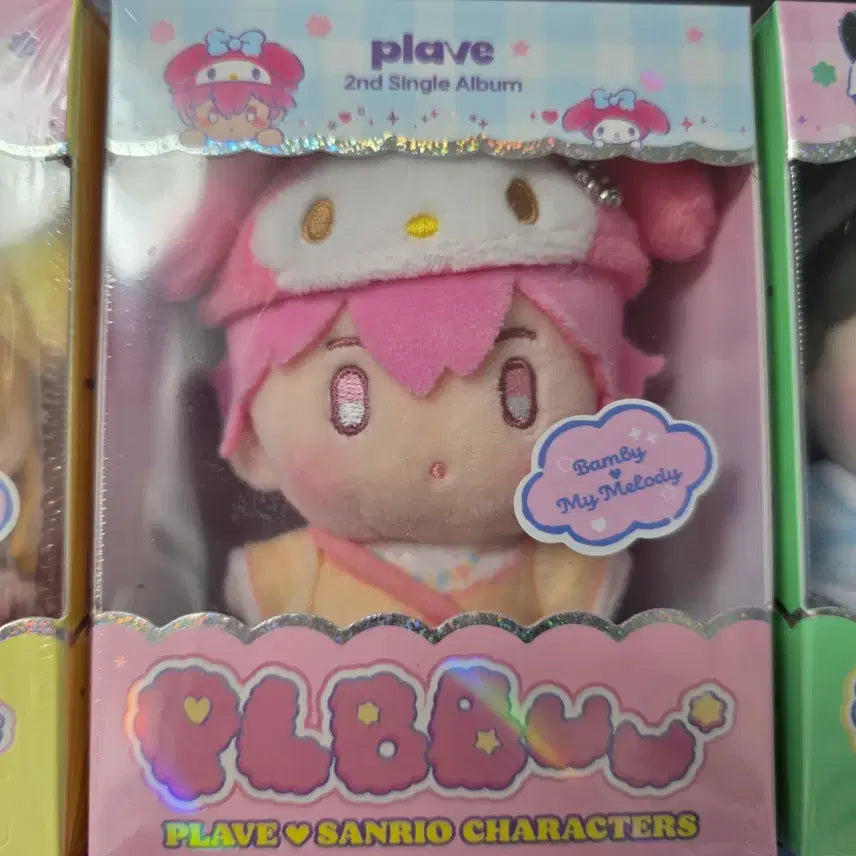 plave
2nd Single Album
Bamby
My Melody
PLBBuu
PLAVE ♥ SANRIO CHARACTERS